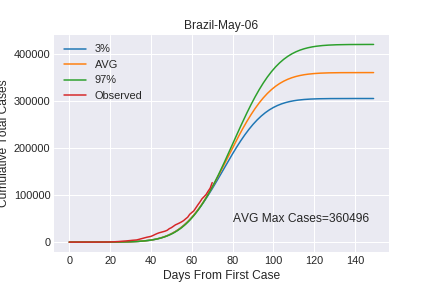 Brazil-May-06
3%
AVG
97%
Observed
400000
300000
200000
100000
0
Cumulative Total Cases
AVG Max Cases=360496
0 20 40 60 80 100 120 140
Days From First Case